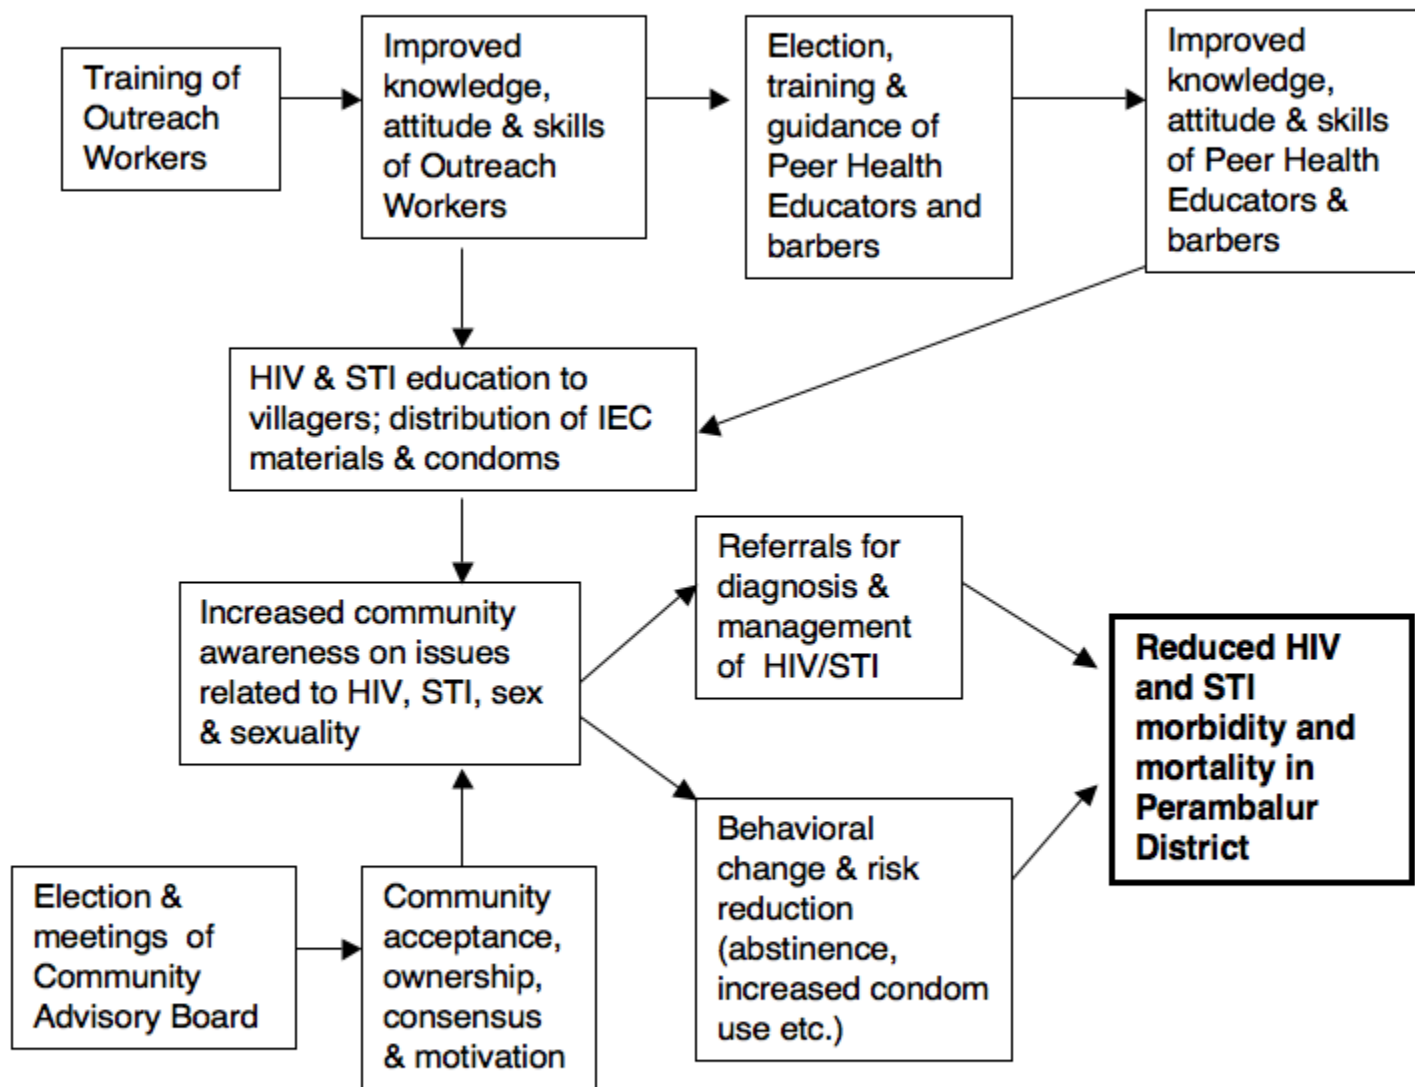 Training of
Outreach
Workers
Improved
knowledge,
attitude & skills
of Outreach
Workers
Election,
training &
guidance of
Peer Health
Educators and
barbers
Improved
knowledge,
attitude & skills
of Peer Health
Educators &
barbers
HIV & STI education to
villagers; distribution of IEC
materials & condoms
Increased community
awareness on issues
related to HIV, STI, sex
& sexuality
Referrals for
diagnosis &
management
of HIV/STI
Reduced HIV
and STI
morbidity and
mortality in
Perambalur
District
Behavioral
change & risk
reduction
(abstinence,
increased condom
use etc.)
Election &
meetings of
Community
Advisory Board
Community
acceptance,
ownership,
consensus
& motivation